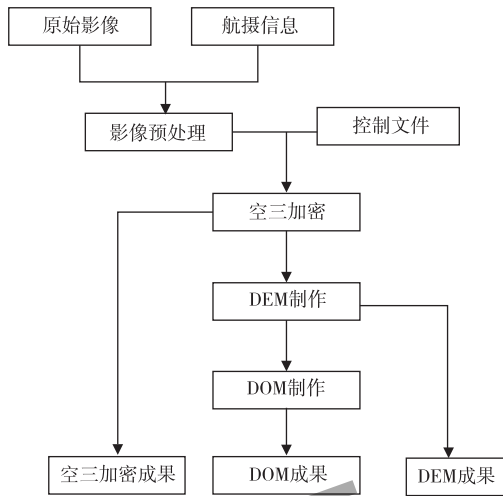 原始影像
航摄信息
影像预处理
控制文件
空三加密
DEM制作
DOM制作
空三加密成果
DOM成果
DEM成果